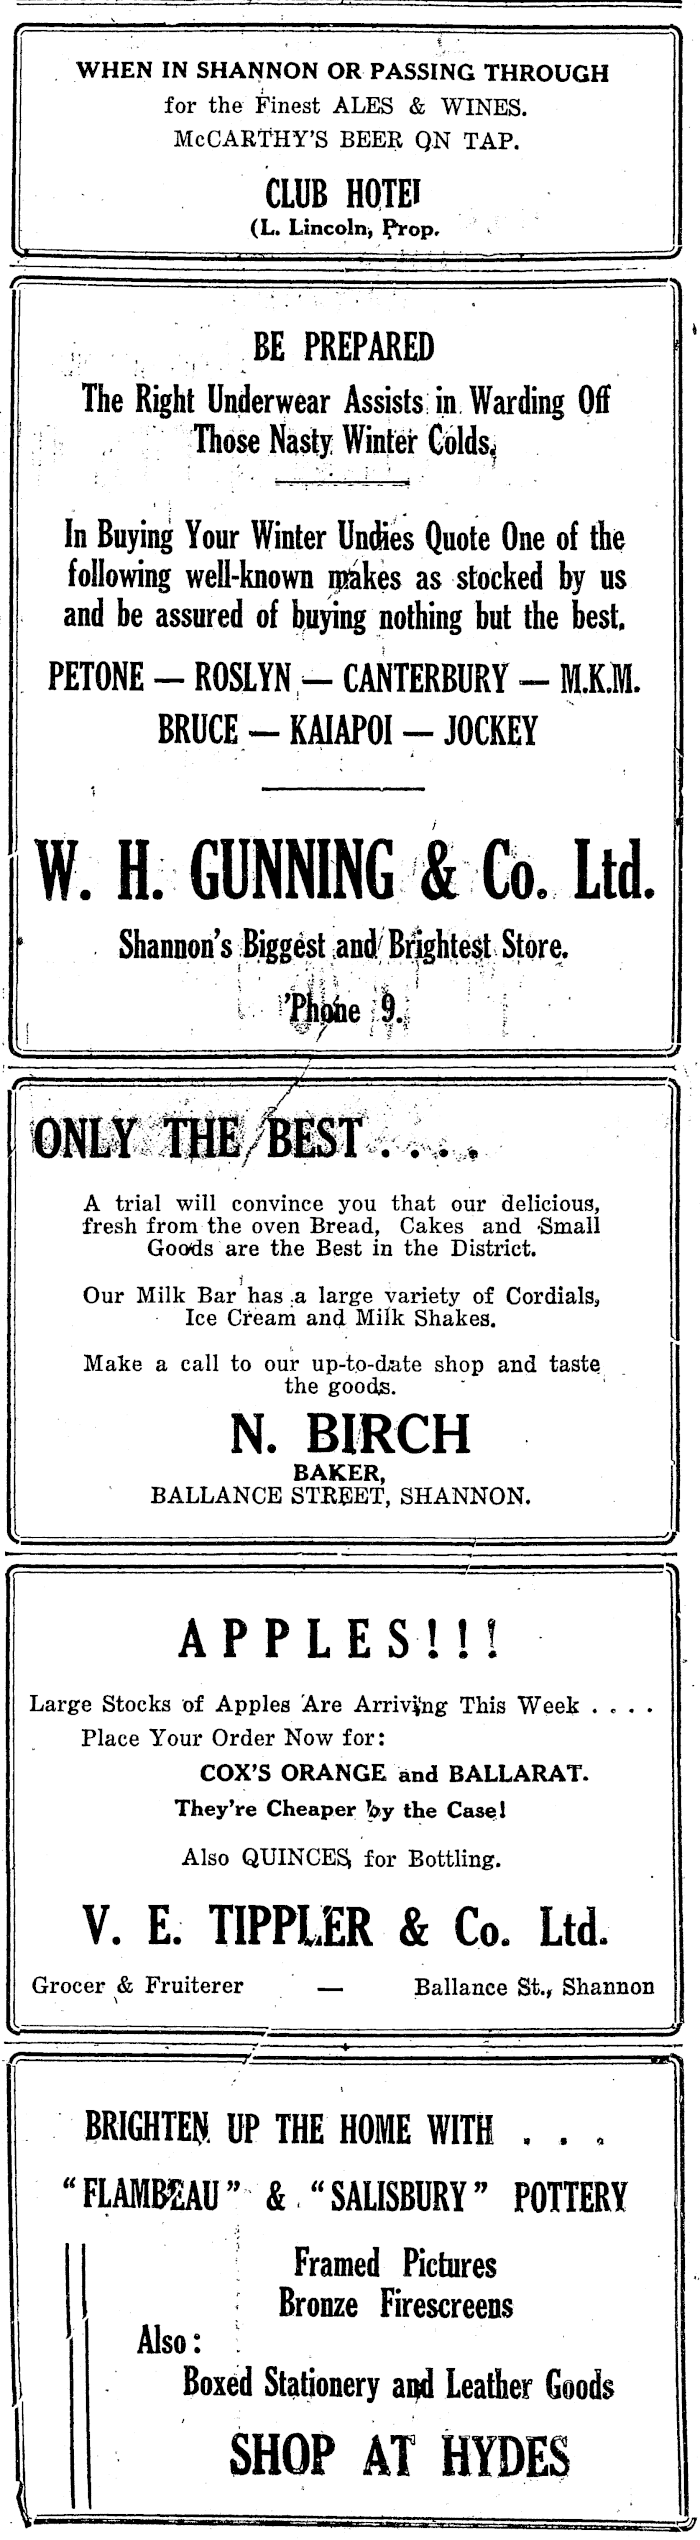 WHEN IN SHANNON OR PASSING THROUGH
for the Finest ALES & WINES.
McCARTHY'S BEER ON TAP.
CLUB HOTEL
(L. Lincoln, Prop.
BE PREPARED
The Right Underwear Assists in Warding Off
Those Nasty Winter Colds.
In Buying Your Winter Undies Quote One of the
following well-known makes as stocked by us
and be assured of buying nothing but the best.
PETONE — ROSLYN — CANTERBURY — M.K.M.
BRUCE — KAIAPOI — JOCKEY
W. H. GUNNING & Co. Ltd.
Shannon's Biggest and Brightest Store.
'Phone 9.
ONLY THE BEST . . . .
A trial will convince you that our delicious,
fresh from the oven Bread, Cakes and Small
Goods are the Best in the District.
Our Milk Bar has a large variety of Cordials,
Ice Cream and Milk Shakes.
Make a call to our up-to-date shop and taste
the goods.
N. BIRCH
BAKER,
BALLANCE STREET, SHANNON.
APPLES!!!
Large Stocks of Apples Are Arriving This Week . . . .
Place Your Order Now for:
COX'S ORANGE and BALLARAT.
They're Cheaper by the Case!
Also QUINCES, for Bottling.
V. E. TIPPLER & Co. Ltd.
Grocer & Fruiterer — Ballance St., Shannon
BRIGHTEN UP THE HOME WITH . . .
"FLAMBEAU" & "SALISBURY" POTTERY
Framed Pictures
Bronze Firescreens
Also:
Boxed Stationery and Leather Goods
SHOP AT HYDES